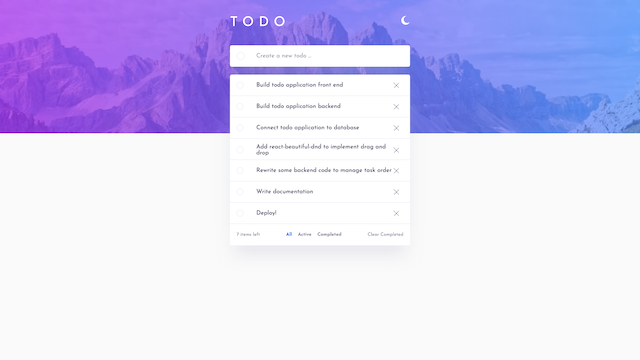 TODO
Create a new todo...
Build todo application front end
Build todo application backend
Connect todo application to database
Add react-beautiful-dnd to implement drag and
drop
Rewrite some backend code to manage task order
Write documentation
Deploy!
items left All Active Completed Clear Completed